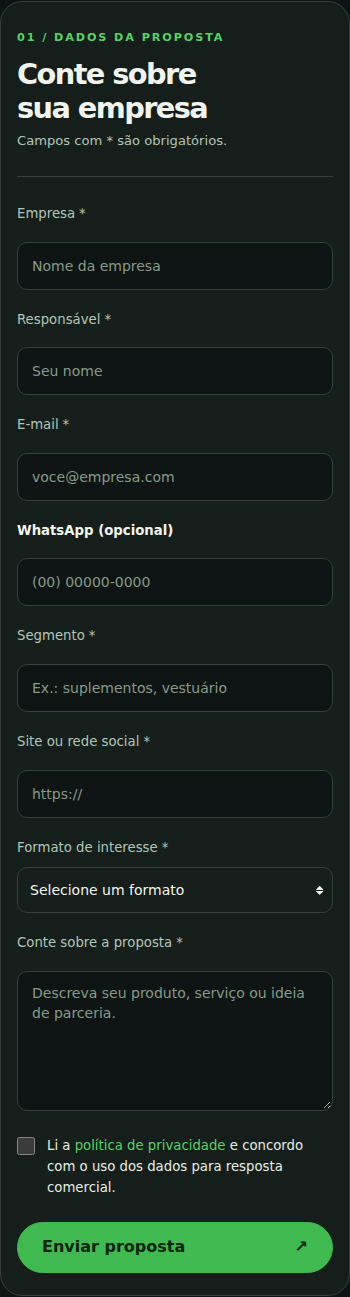 01 / DADOS DA PROPOSTA
Conte sobre
sua empresa
Campos com * são obrigatórios.
Empresa *
Nome da empresa
Responsável *
Seu nome
E-mail *
voce@empresa.com
WhatsApp (opcional)
(00) 00000-0000
Segmento *
Ex.: suplementos, vestuário
Site ou rede social *
https://
Formato de interesse *
Selecione um formato
Conte sobre a proposta *
Descreva seu produto, serviço ou ideia
de parceria.
Li a política de privacidade e concordo
com o uso dos dados para resposta
comercial.
Enviar proposta ↗